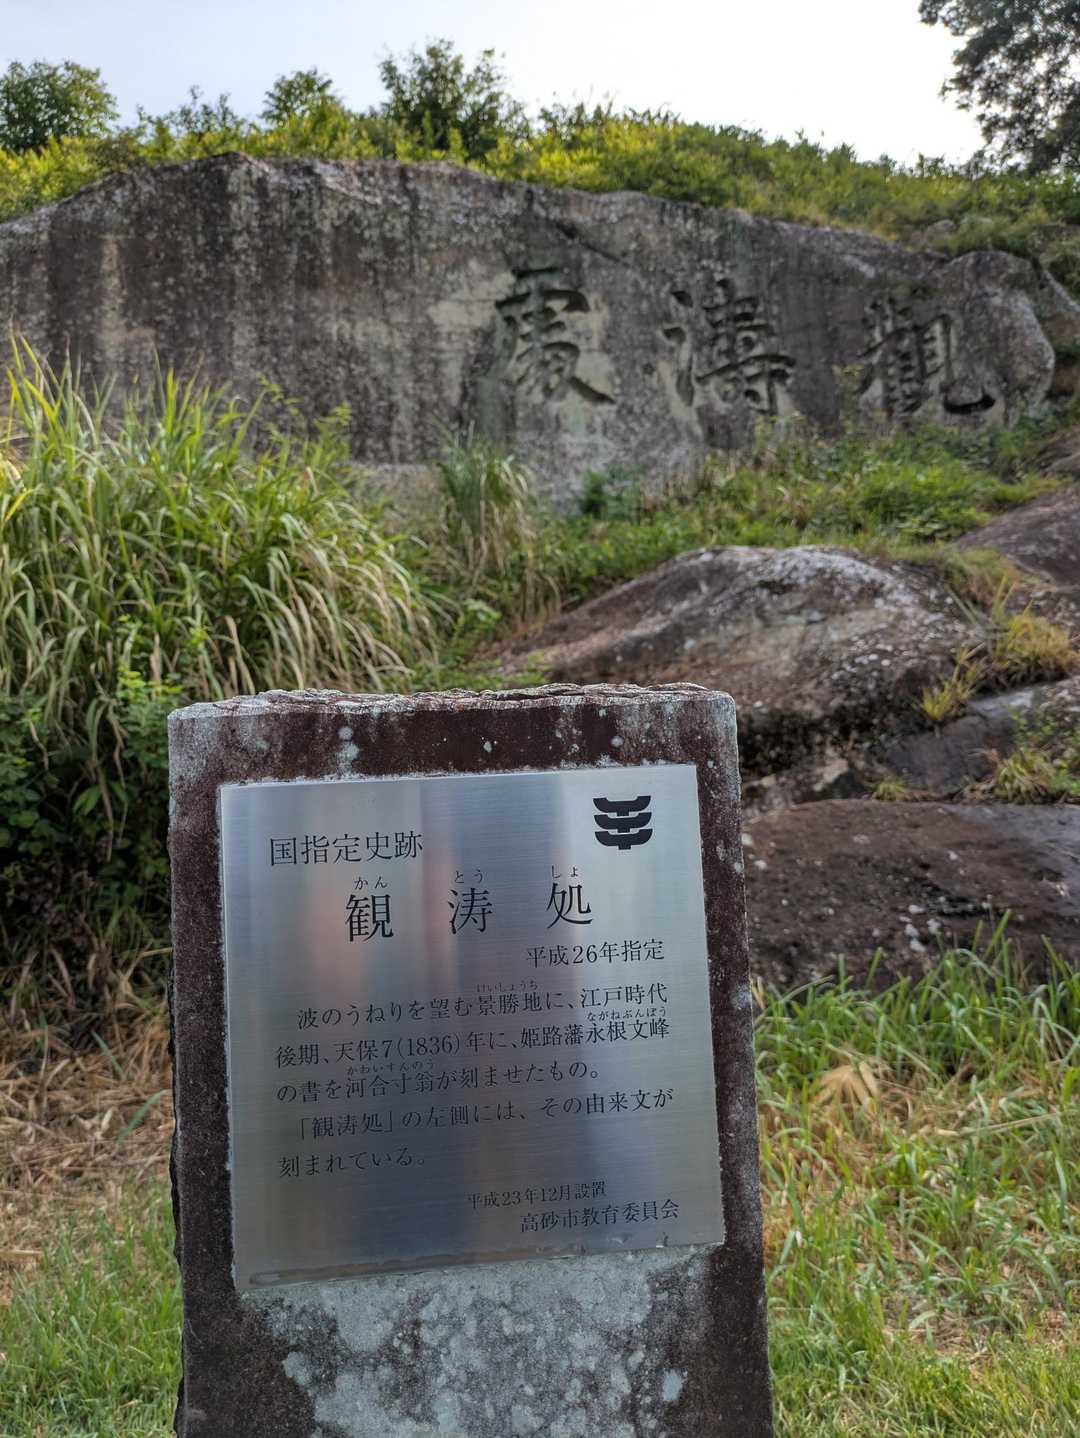 處濤觀
国指定史跡
かん とう しょ
観 涛 処
平成26年指定
けいしょうち
波のうねりを望む景勝地に、江戸時代
ながねぶんぽう
後期、天保7(1836)年に、姫路藩永根文峰
かわいすんのう
の書を河合寸翁が刻ませたもの。
「観涛処」の左側には、その由来文が
刻まれている。
平成23年12月設置
高砂市教育委員会